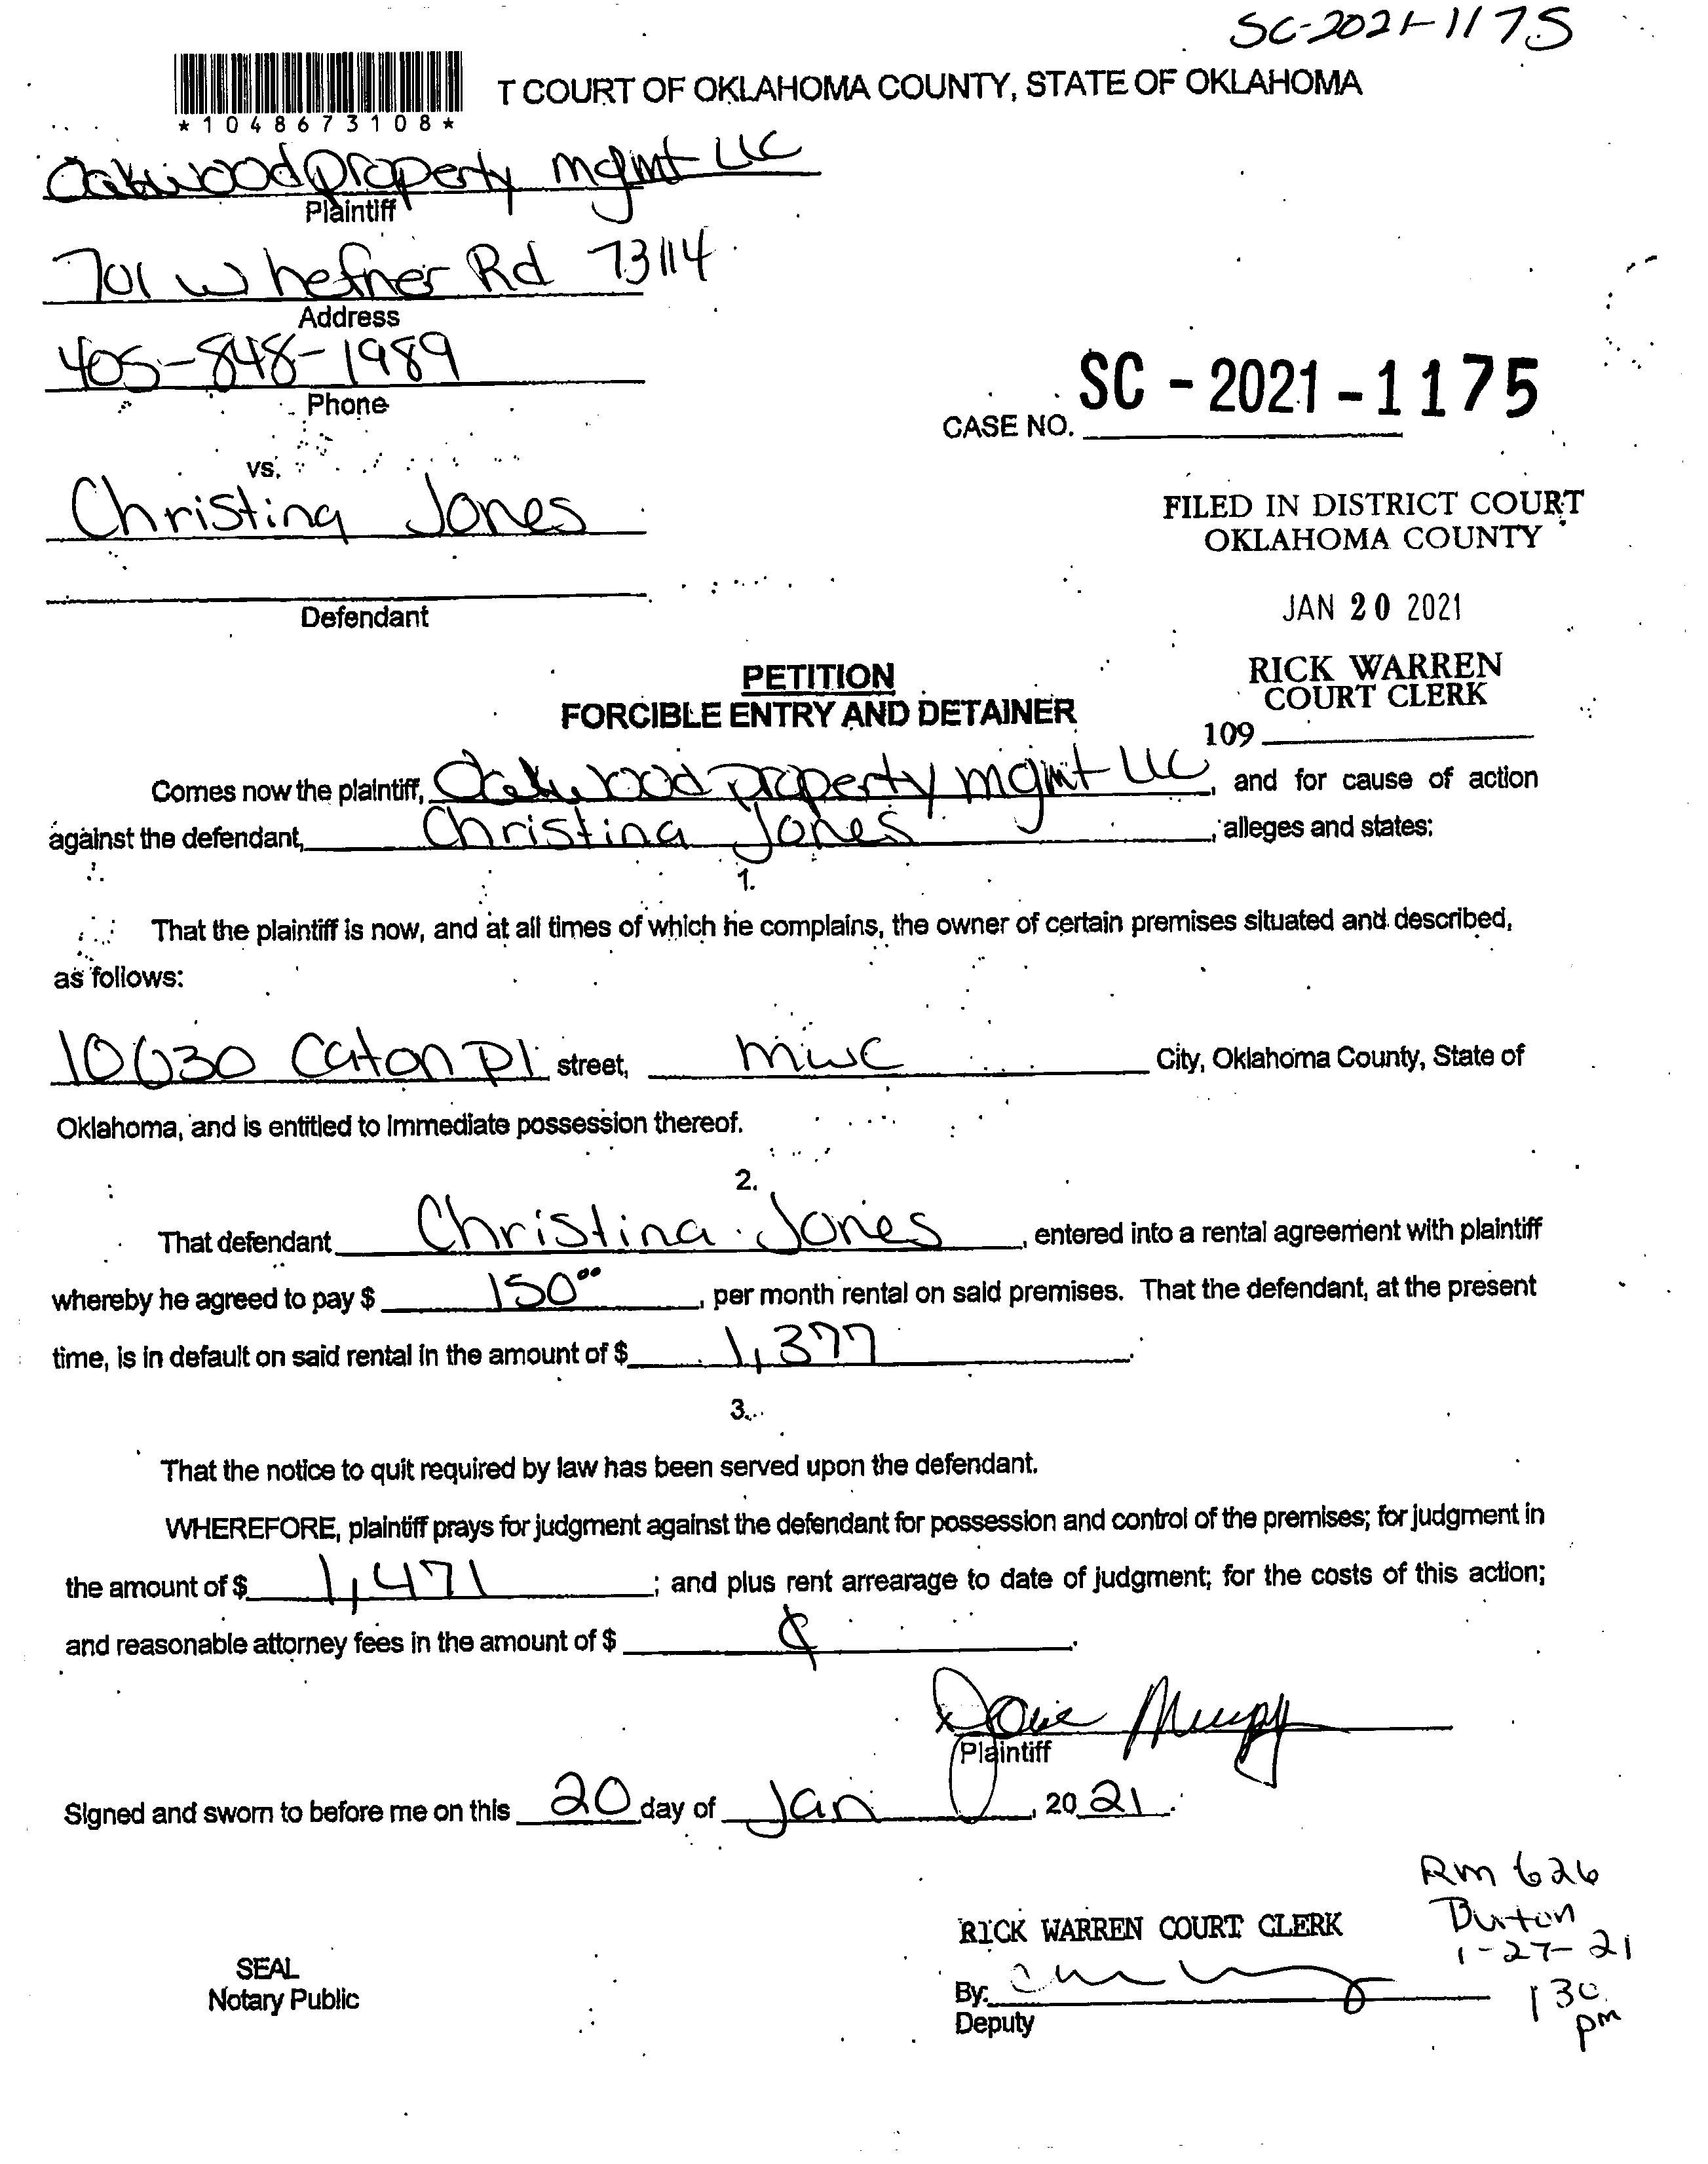 SC-2021-1175
T COURT OF OKLAHOMA COUNTY, STATE OF OKLAHOMA
*1048673108*
Oakwood property mgmt LLC
Plaintiff
701 W hefner Rd 73114
Address
405-848-1989
Phone
SC - 2021 - 1175
CASE NO.
vs.
Christina Jones
FILED IN DISTRICT COURT
OKLAHOMA COUNTY
Defendant
JAN 20 2021
PETITION
FORCIBLE ENTRY AND DETAINER
RICK WARREN
COURT CLERK
109
Comes now the plaintiff, Oakwood property mgmt LLC, and for cause of action
against the defendant, Christina Jones, alleges and states:
1.
That the plaintiff is now, and at all times of which he complains, the owner of certain premises situated and described,
as follows:
10630 Caton Pl street, mwc City, Oklahoma County, State of
Oklahoma, and is entitled to immediate possession thereof.
2.
That defendant Christina Jones, entered into a rental agreement with plaintiff
whereby he agreed to pay $ 150.00, per month rental on said premises. That the defendant, at the present
time, is in default on said rental in the amount of $ 1,377.
3.
That the notice to quit required by law has been served upon the defendant.
WHEREFORE, plaintiff prays for judgment against the defendant for possession and control of the premises; for judgment in
the amount of $ 1,471; and plus rent arrearage to date of judgment; for the costs of this action;
and reasonable attorney fees in the amount of $
Plaintiff
Signed and sworn to before me on this 20 day of Jan, 2021.
Rm 626
RICK WARREN COURT CLERK
1-27-21
SEAL
By:
1 30
Notary Public
Deputy
pm